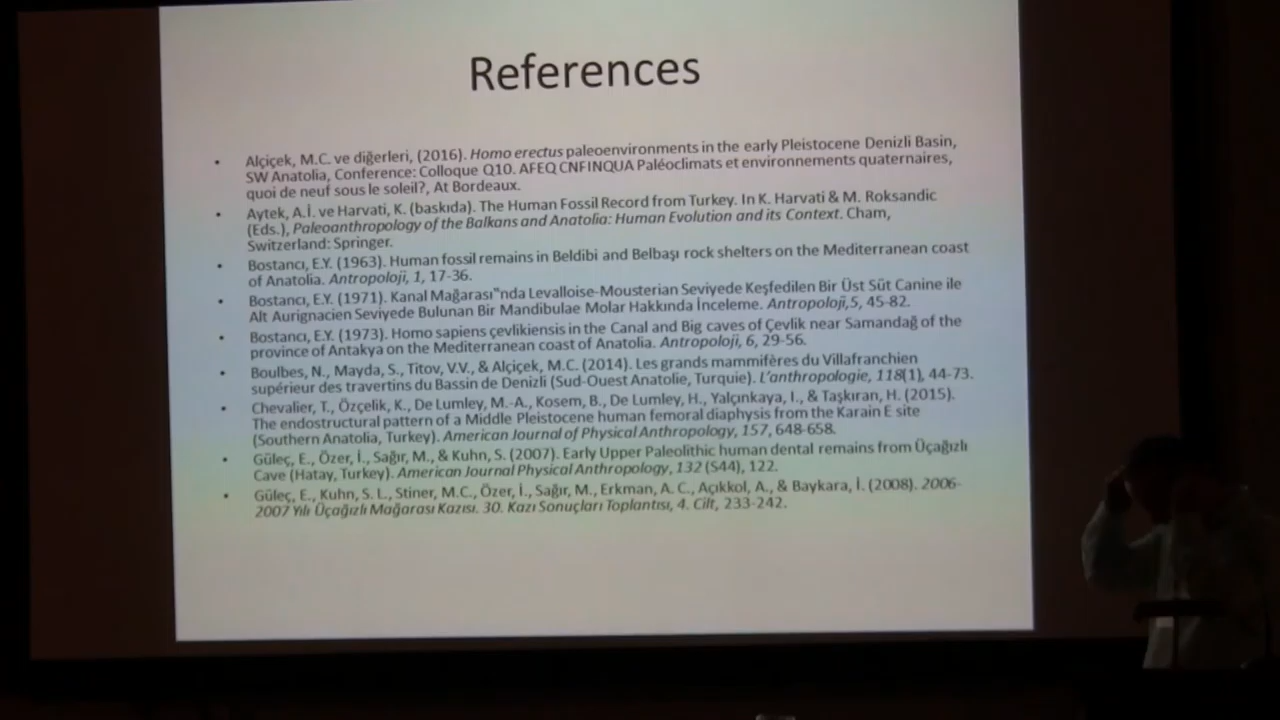 References
• Alçiçek, M.C. ve diğerleri, (2016). Homo erectus paleoenvironments in the early Pleistocene Denizli Basin,
SW Anatolia, Conference: Colloque Q10. AFEQ CNFINQUA Paléoclimats et environnements quaternaires,
quoi de neuf sous le soleil?, At Bordeaux.
• Aytek, A.İ. ve Harvati, K. (baskıda). The Human Fossil Record from Turkey. In K. Harvati & M. Roksandic
(Eds.), Paleoanthropology of the Balkans and Anatolia: Human Evolution and its Context. Cham,
Switzerland: Springer.
• Bostancı, E.Y. (1963). Human fossil remains in Beldibi and Belbaşı rock shelters on the Mediterranean coast
of Anatolia. Antropoloji, 1, 17-36.
• Bostancı, E.Y. (1971). Kanal Mağarası‟nda Levalloise-Mousterian Seviyede Keşfedilen Bir Üst Süt Canine ile
Alt Aurignacien Seviyede Bulunan Bir Mandibulae Molar Hakkında İnceleme. Antropoloji,5, 45-82.
• Bostancı, E.Y. (1973). Homo sapiens çevlikiensis in the Canal and Big caves of Çevlik near Samandağ of the
province of Antakya on the Mediterranean coast of Anatolia. Antropoloji, 6, 29-56.
• Boulbes, N., Mayda, S., Titov, V.V., & Alçiçek, M.C. (2014). Les grands mammifères du Villafranchien
supérieur des travertins du Bassin de Denizli (Sud-Ouest Anatolie, Turquie). L’anthropologie, 118(1), 44-73.
• Chevalier, T., Özçelik, K., De Lumley, M.-A., Kosem, B., De Lumley, H., Yalçınkaya, I., & Taşkıran, H. (2015).
The endostructural pattern of a Middle Pleistocene human femoral diaphysis from the Karain E site
(Southern Anatolia, Turkey). American Journal of Physical Anthropology, 157, 648-658.
• Güleç, E., Özer, İ., Sağır, M., & Kuhn, S. (2007). Early Upper Paleolithic human dental remains from Üçağızlı
Cave (Hatay, Turkey). American Journal Physical Anthropology, 132 (S44), 122.
• Güleç, E., Kuhn, S. L., Stiner, M.C., Özer, İ., Sağır, M., Erkman, A. C., Açıkkol, A., & Baykara, İ. (2008). 2006-
2007 Yılı Üçağızlı Mağarası Kazısı. 30. Kazı Sonuçları Toplantısı, 4. Cilt, 233-242.